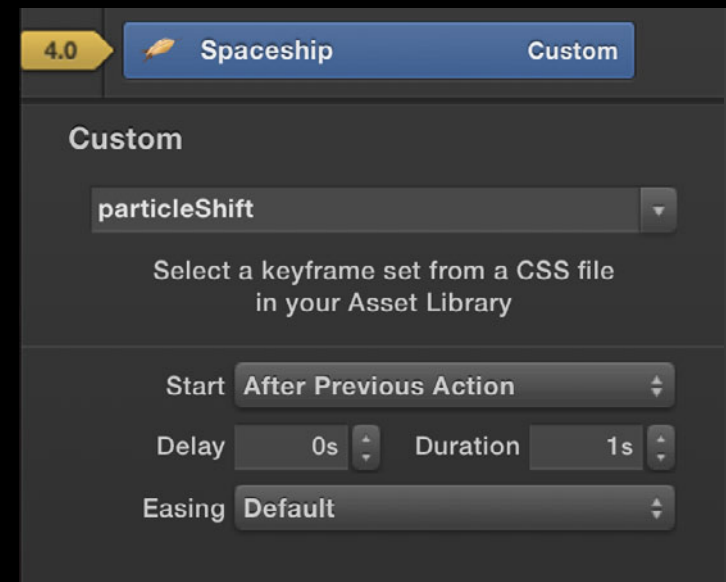 4.0 Spaceship Custom
Custom
particleShift
Select a keyframe set from a CSS file
in your Asset Library
Start After Previous Action
Delay 0s Duration 1s
Easing Default